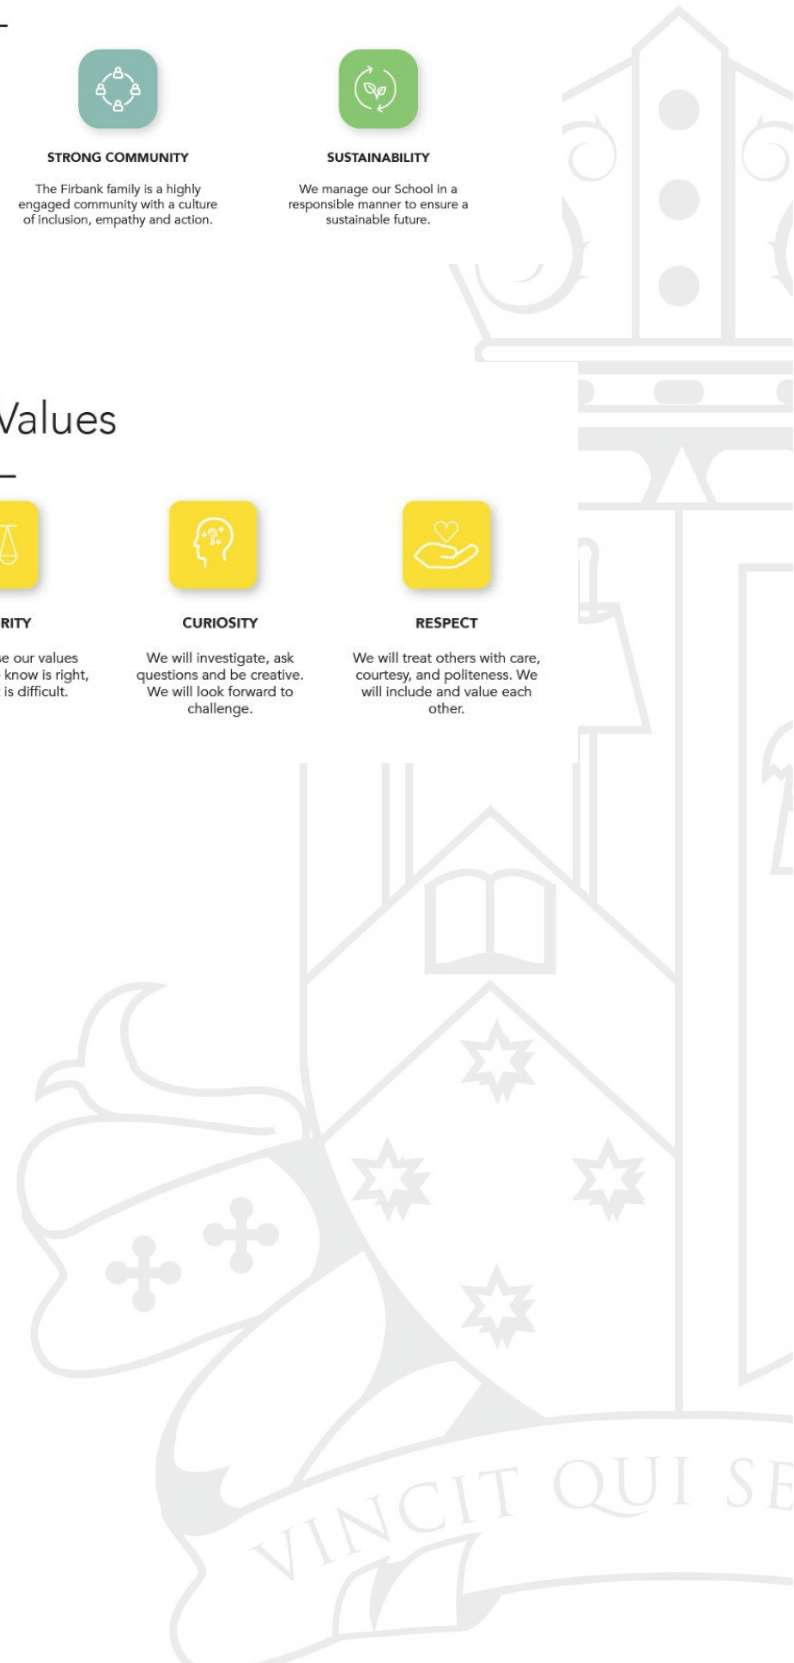 STRONG COMMUNITY
The Firbank family is a highly
engaged community with a culture
of inclusion, empathy and action.
SUSTAINABILITY
We manage our School in a
responsible manner to ensure a
sustainable future.
Values
RITY
se our values
know is right,
is difficult.
CURIOSITY
We will investigate, ask
questions and be creative.
We will look forward to
challenge.
RESPECT
We will treat others with care,
courtesy, and politeness. We
will include and value each
other.
VINCIT QUI SE